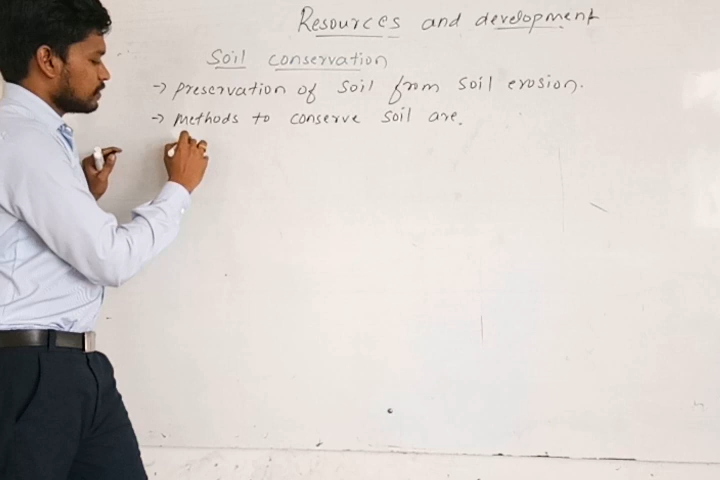 Resources and development
Soil conservation
→ preservation of soil from soil erosion.
→ Methods to conserve soil are.